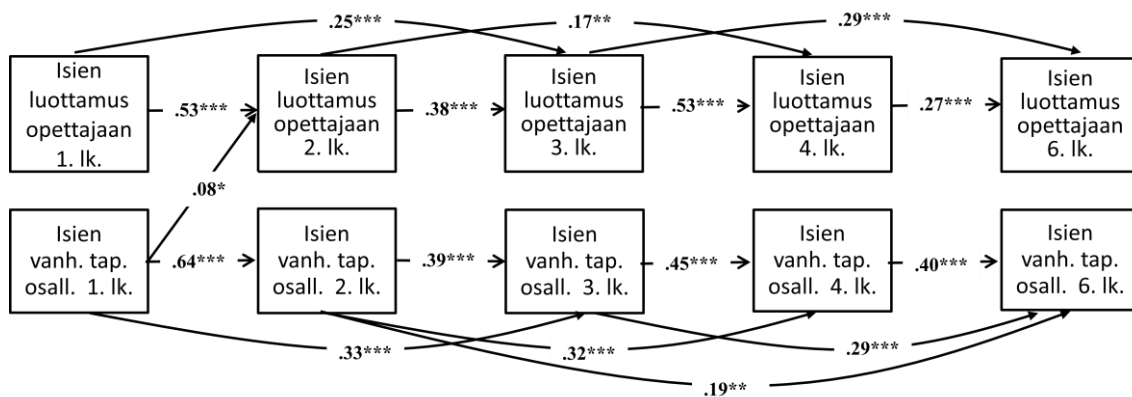 .25***
.17**
.29***
Isien
luottamus
opettajaan
1. lk.
.53***
Isien
luottamus
opettajaan
2. lk.
.38***
Isien
luottamus
opettajaan
3. lk.
.53***
Isien
luottamus
opettajaan
4. lk.
.27***
Isien
luottamus
opettajaan
6. lk.
.08*
Isien
vanh. tap.
osall. 1. lk.
.64***
Isien
vanh. tap.
osall. 2. lk.
.39***
Isien
vanh. tap.
osall. 3. lk.
.45***
Isien
vanh. tap.
osall. 4. lk.
.40***
Isien
vanh. tap.
osall. 6. lk.
.33***
.32***
.29***
.19**